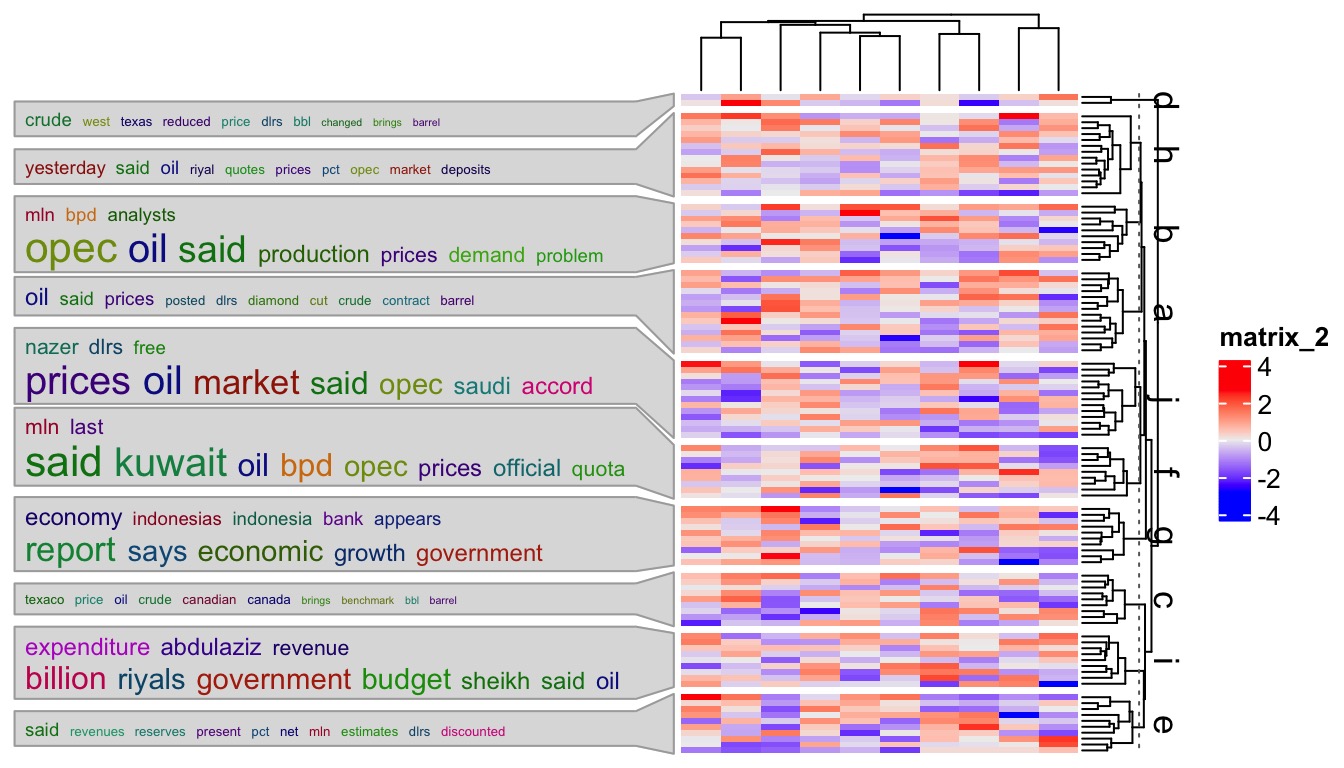 crude west texas reduced price dlrs bbl changed brings barrel
yesterday said oil riyal quotes prices pct opec market deposits
mln bpd analysts
opec oil said production prices demand problem
oil said prices posted dlrs diamond cut crude contract barrel
nazer dlrs free
prices oil market said opec saudi accord
mln last
said kuwait oil bpd opec prices official quota
economy indonesias indonesia bank appears
report says economic growth government
texaco price oil crude canadian canada brings benchmark bbl barrel
expenditure abdulaziz revenue
billion riyals government budget sheikh said oil
said revenues reserves present pct net mln estimates dlrs discounted
d
h
b
a
j
f
g
c
i
e
matrix_2
4
2
0
-2
-4